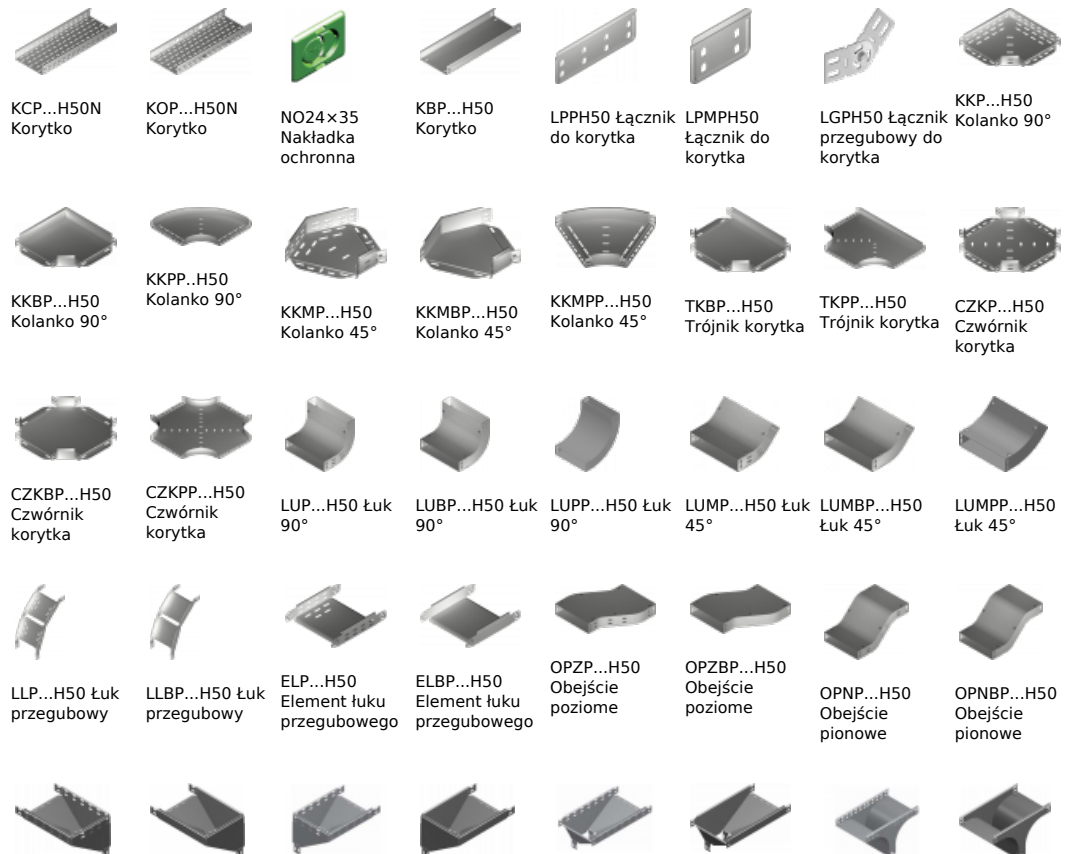 KCP...H50N
Korytko
KOP...H50N
Korytko
NO24×35
Nakładka
ochronna
KBP...H50
Korytko
LPPH50 Łącznik
do korytka
LPMPH50
Łącznik do
korytka
LGPH50 Łącznik
przegubowy do
korytka
KKP...H50
Kolanko 90°
KKBP...H50
Kolanko 90°
KKPP..H50
Kolanko 90°
KKMP...H50
Kolanko 45°
KKMBP...H50
Kolanko 45°
KKMPP...H50
Kolanko 45°
TKBP...H50
Trójnik korytka
TKPP...H50
Trójnik korytka
CZKP...H50
Czwórnik
korytka
CZKBP...H50
Czwórnik
korytka
CZKPP...H50
Czwórnik
korytka
LUP...H50 Łuk
90°
LUBP...H50 Łuk
90°
LUPP...H50 Łuk
90°
LUMP...H50 Łuk
45°
LUMBP...H50
Łuk 45°
LUMPP...H50
Łuk 45°
LLP...H50 Łuk
przegubowy
LLBP...H50 Łuk
przegubowy
ELP...H50
Element łuku
przegubowego
ELBP...H50
Element łuku
przegubowego
OPZP...H50
Obejście
poziome
OPZBP...H50
Obejście
poziome
OPNP...H50
Obejście
pionowe
OPNBP...H50
Obejście
pionowe